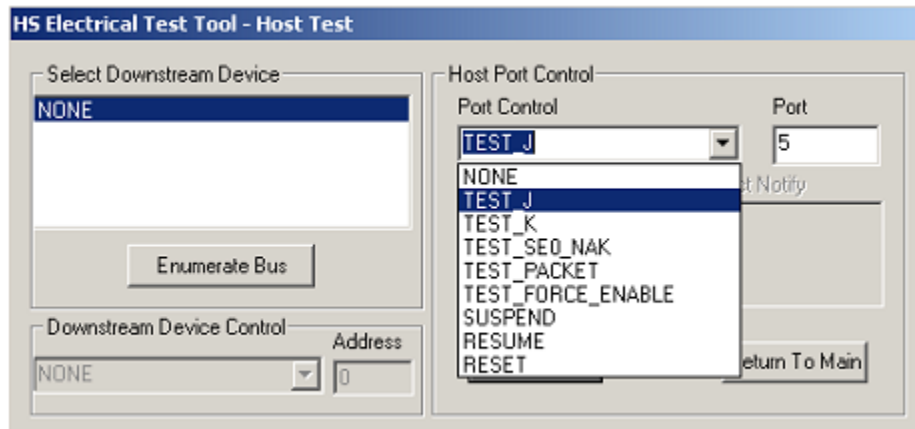 HS Electrical Test Tool - Host Test
Select Downstream Device
NONE
Enumerate Bus
Downstream Device Control
Address
NONE
0
Host Port Control
Port Control
Port
TEST_J
5
NONE
TEST_J
TEST_K
TEST_SE0_NAK
TEST_PACKET
TEST_FORCE_ENABLE
SUSPEND
RESUME
RESET
Notify
To Main